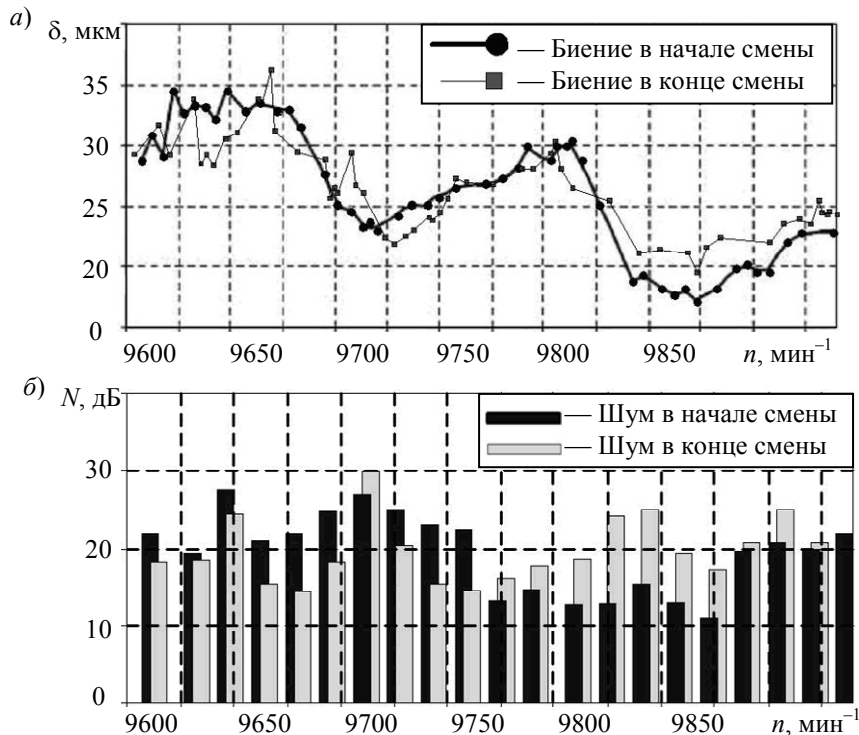 а)
δ, мкм
— Биение в начале смены
— Биение в конце смены
35
30
25
20
0
9600 9650 9700 9750 9800 9850 n, мин⁻¹
б)
N, дБ
— Шум в начале смены
— Шум в конце смены
30
20
10
0
9600 9650 9700 9750 9800 9850 n, мин⁻¹